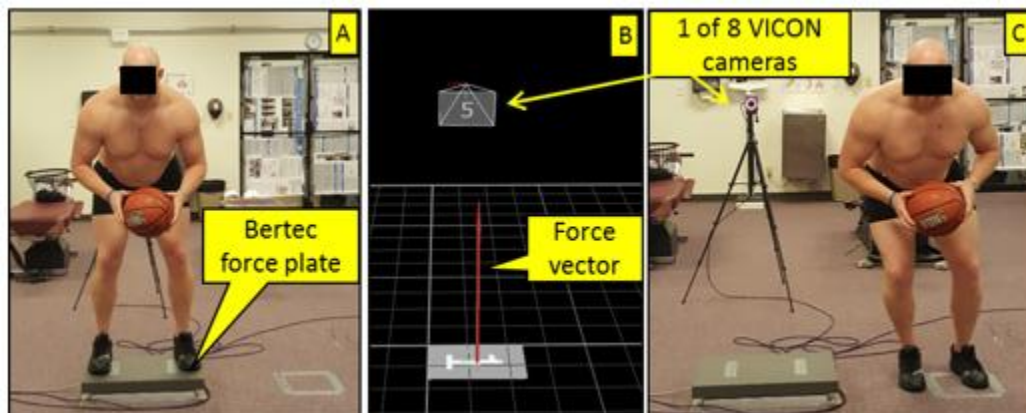 A
Bertec
force plate
B
5
Force
vector
1 of 8 VICON
cameras
C